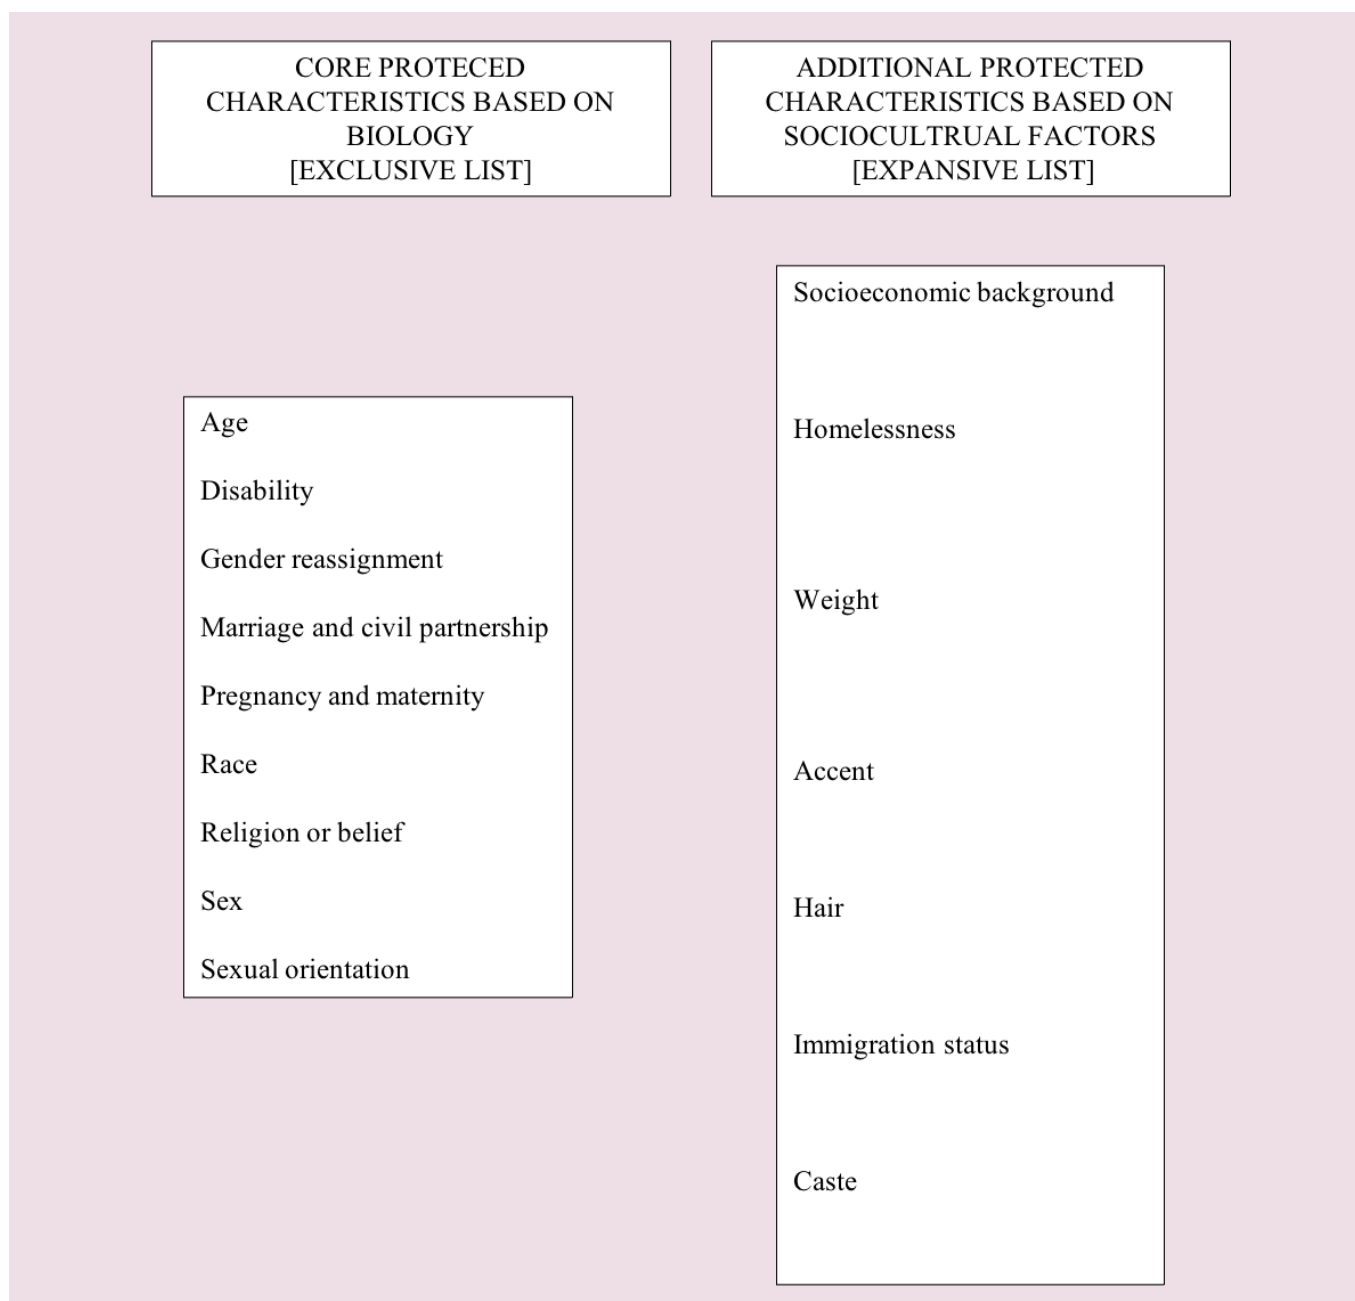 CORE PROTECED
CHARACTERISTICS BASED ON
BIOLOGY
[EXCLUSIVE LIST]
ADDITIONAL PROTECTED
CHARACTERISTICS BASED ON
SOCIOCULTRUAL FACTORS
[EXPANSIVE LIST]
Age
Disability
Gender reassignment
Marriage and civil partnership
Pregnancy and maternity
Race
Religion or belief
Sex
Sexual orientation
Socioeconomic background
Homelessness
Weight
Accent
Hair
Immigration status
Caste